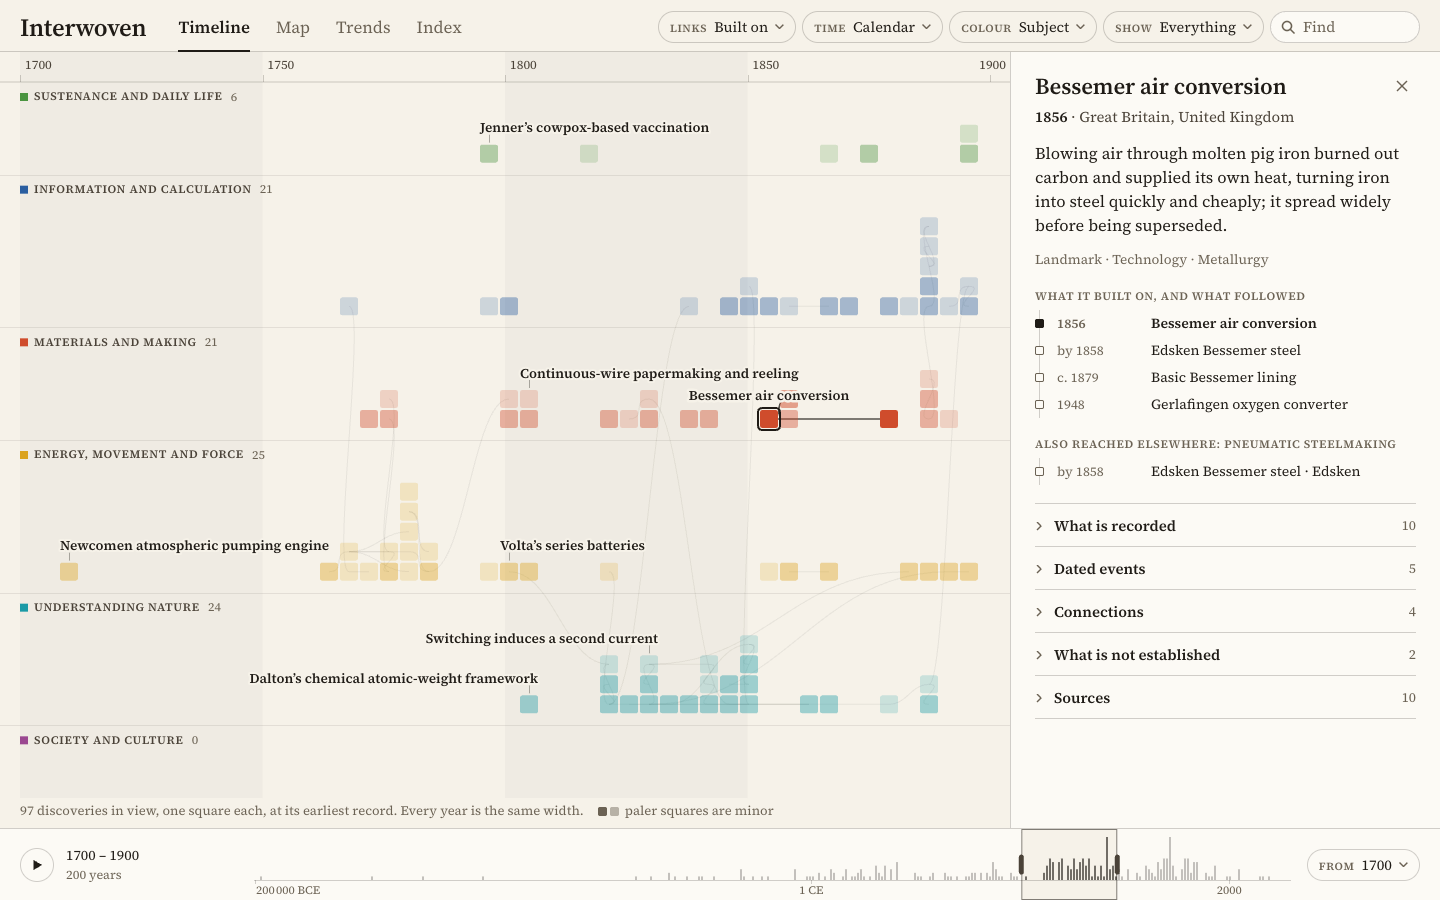 Interwoven
Timeline
Map
Trends
Index
LINKS Built on
TIME Calendar
COLOUR Subject
SHOW Everything
Find
1700
1750
1800
1850
1900
SUSTENANCE AND DAILY LIFE 6
Jenner’s cowpox-based vaccination
INFORMATION AND CALCULATION 21
MATERIALS AND MAKING 21
Continuous-wire papermaking and reeling
Bessemer air conversion
ENERGY, MOVEMENT AND FORCE 25
Newcomen atmospheric pumping engine
Volta’s series batteries
UNDERSTANDING NATURE 24
Switching induces a second current
Dalton’s chemical atomic-weight framework
SOCIETY AND CULTURE 0
97 discoveries in view, one square each, at its earliest record. Every year is the same width.
paler squares are minor
Bessemer air conversion
1856 · Great Britain, United Kingdom
Blowing air through molten pig iron burned out
carbon and supplied its own heat, turning iron
into steel quickly and cheaply; it spread widely
before being superseded.
Landmark · Technology · Metallurgy
WHAT IT BUILT ON, AND WHAT FOLLOWED
1856 Bessemer air conversion
by 1858 Edsken Bessemer steel
c. 1879 Basic Bessemer lining
1948 Gerlafingen oxygen converter
ALSO REACHED ELSEWHERE: PNEUMATIC STEELMAKING
by 1858 Edsken Bessemer steel · Edsken
What is recorded 10
Dated events 5
Connections 4
What is not established 2
Sources 10
1700 – 1900
200 years
200 000 BCE
1 CE
2000
FROM 1700